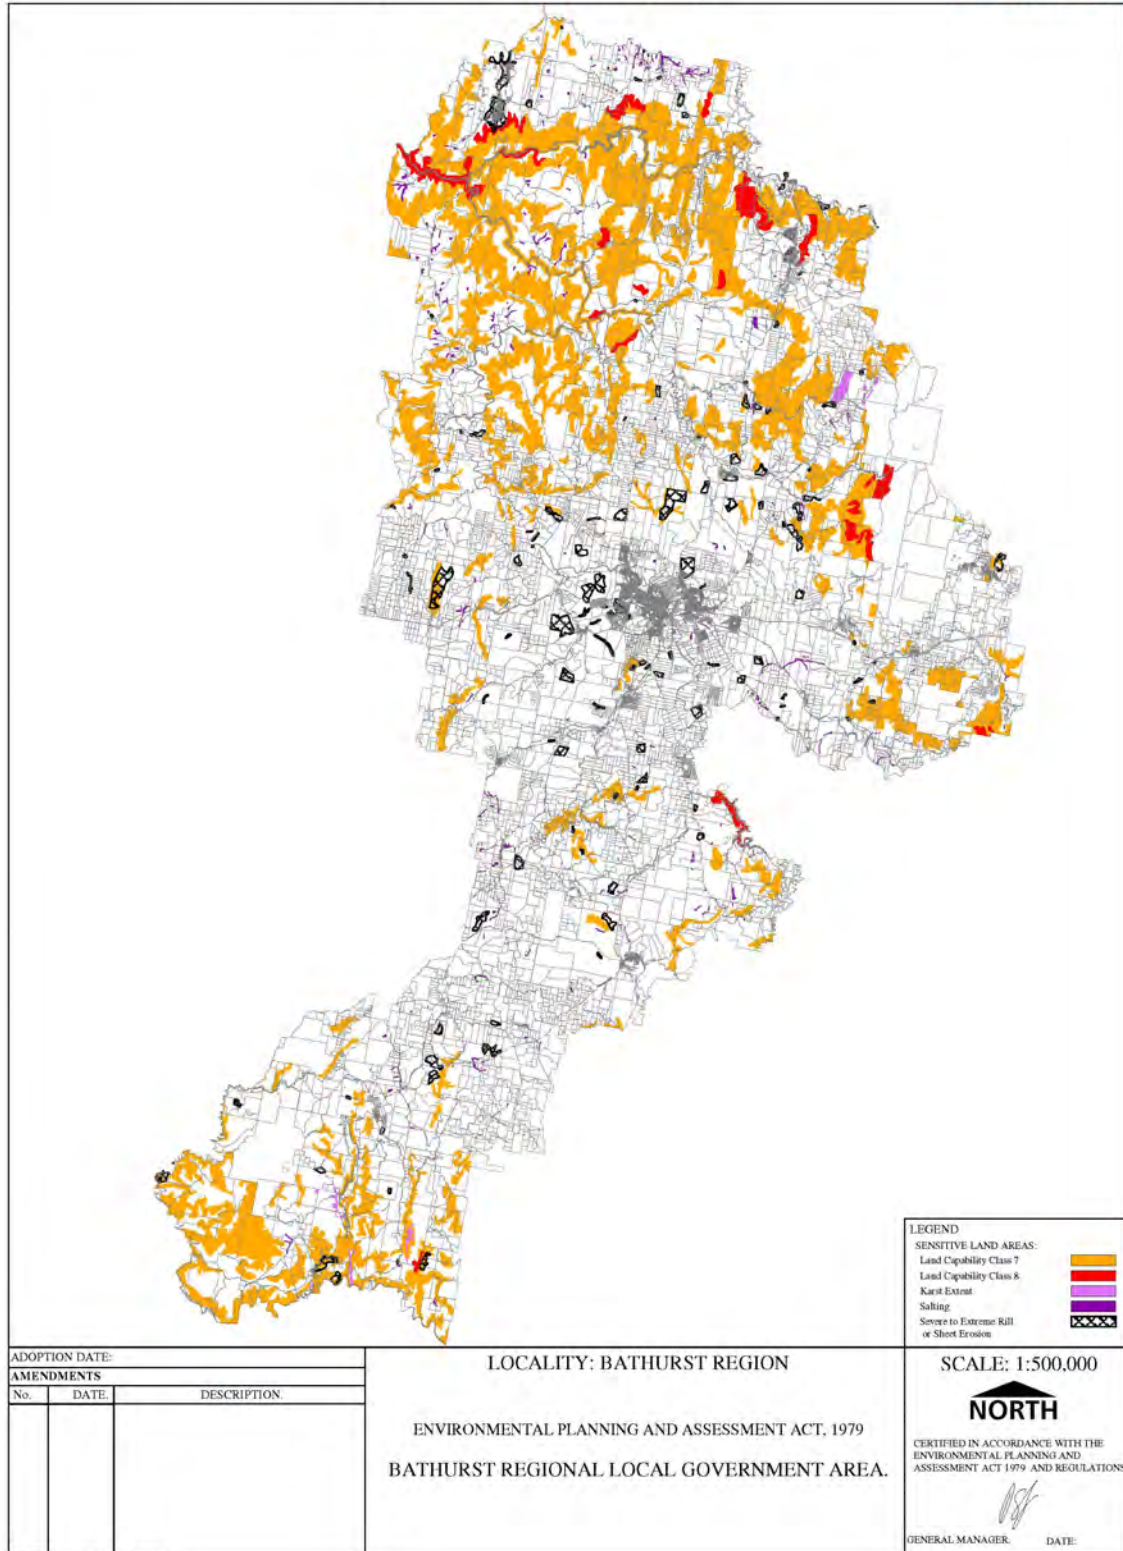 LEGEND
SENSITIVE LAND AREAS:
Land Capability Class 7
Land Capability Class 8
Karst Extent
Salting
Severe to Extreme Rill
or Sheet Erosion
ADOPTION DATE:
AMENDMENTS
No. DATE. DESCRIPTION.
LOCALITY: BATHURST REGION
ENVIRONMENTAL PLANNING AND ASSESSMENT ACT, 1979
BATHURST REGIONAL LOCAL GOVERNMENT AREA.
SCALE: 1:500,000
NORTH
CERTIFIED IN ACCORDANCE WITH THE
ENVIRONMENTAL PLANNING AND
ASSESSMENT ACT 1979 AND REGULATIONS
GENERAL MANAGER. DATE: